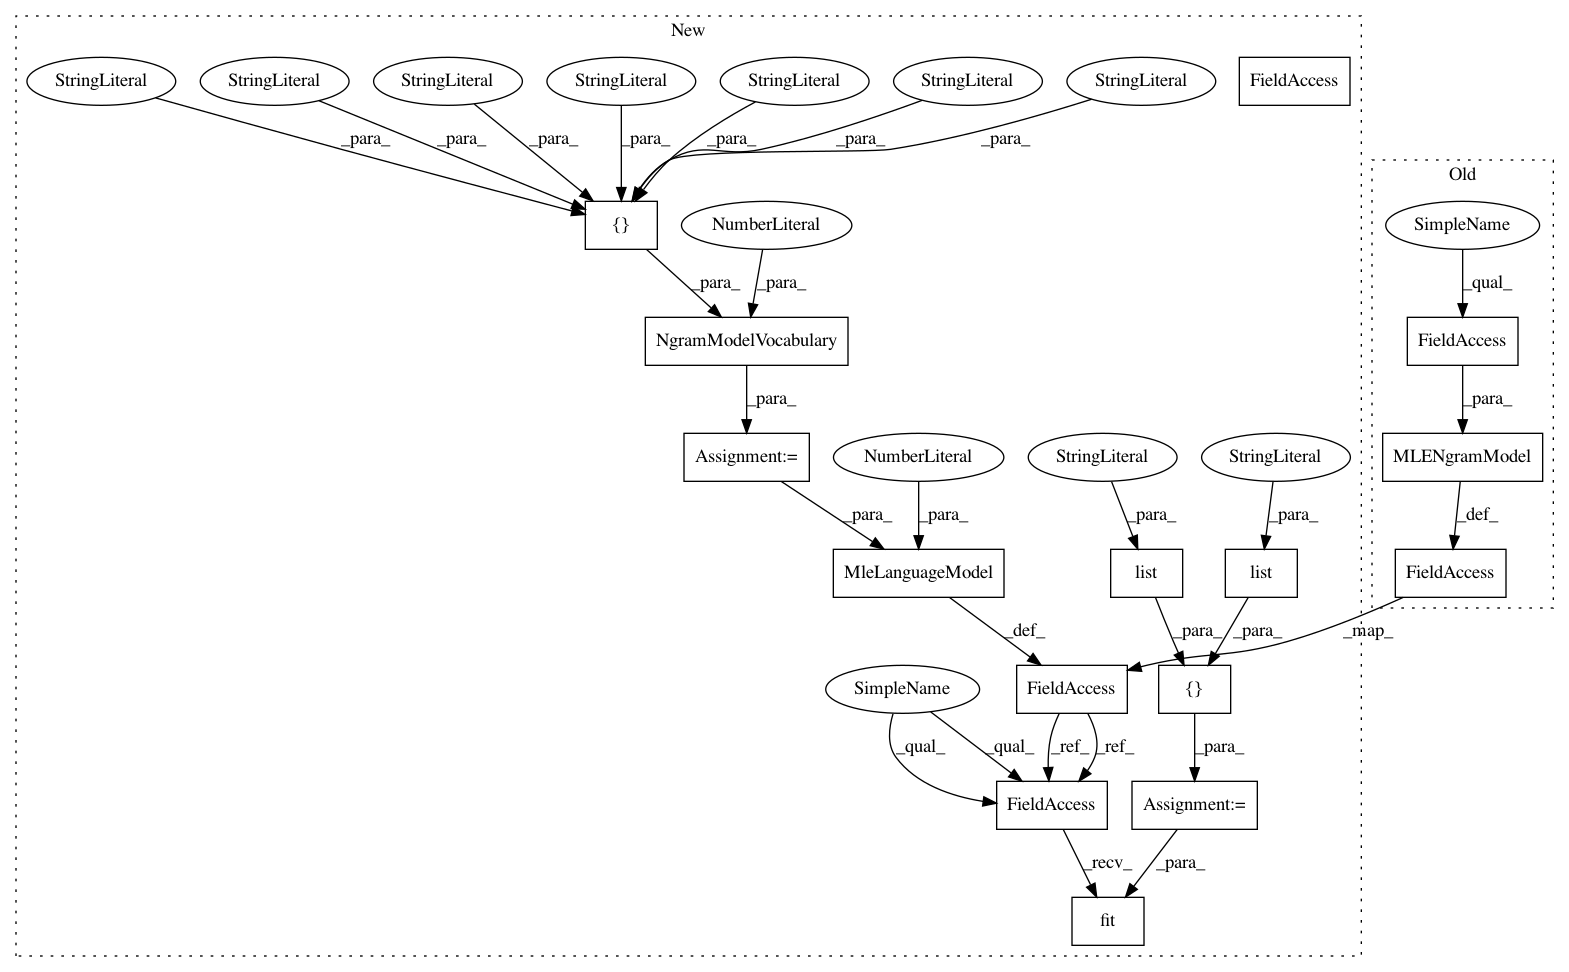 New
StringLiteral StringLiteral StringLiteral StringLiteral StringLiteral StringLiteral StringLiteral FieldAccess
_para_ _para_ _para_ _para_ _para_ _para_ _para_
Old
{} NumberLiteral SimpleName
_para_ _para_ _qual_
NgramModelVocabulary FieldAccess
_para_ _para_
Assignment:= NumberLiteral StringLiteral StringLiteral MLENgramModel
_para_ _para_ _para_ _para_ _def_
MleLanguageModel list list FieldAccess
_def_ _para_ _para_ _map_
SimpleName FieldAccess {}
_qual_ _qual_ _ref_ _ref_ _para_
FieldAccess Assignment:=
_recv_ _para_
fit